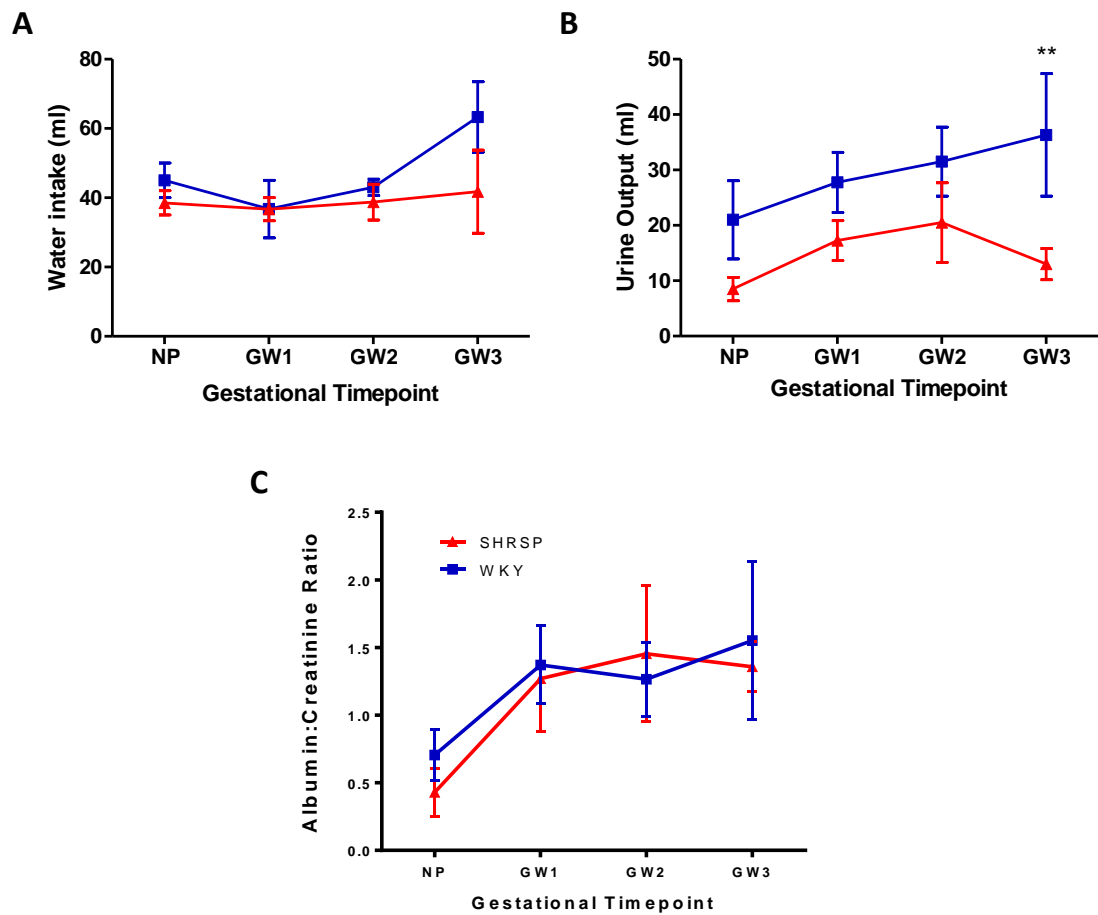 A
Water intake (ml)
80
60
40
20
0
NP GW1 GW2 GW3
Gestational Timepoint
B
**
Urine Output (ml)
50
40
30
20
10
0
NP GW1 GW2 GW3
Gestational Timepoint
C
Albumin:Creatinine Ratio
2.5
2.0
1.5
1.0
0.5
0.0
SHRSP
WKY
NP GW1 GW2 GW3
Gestational Timepoint